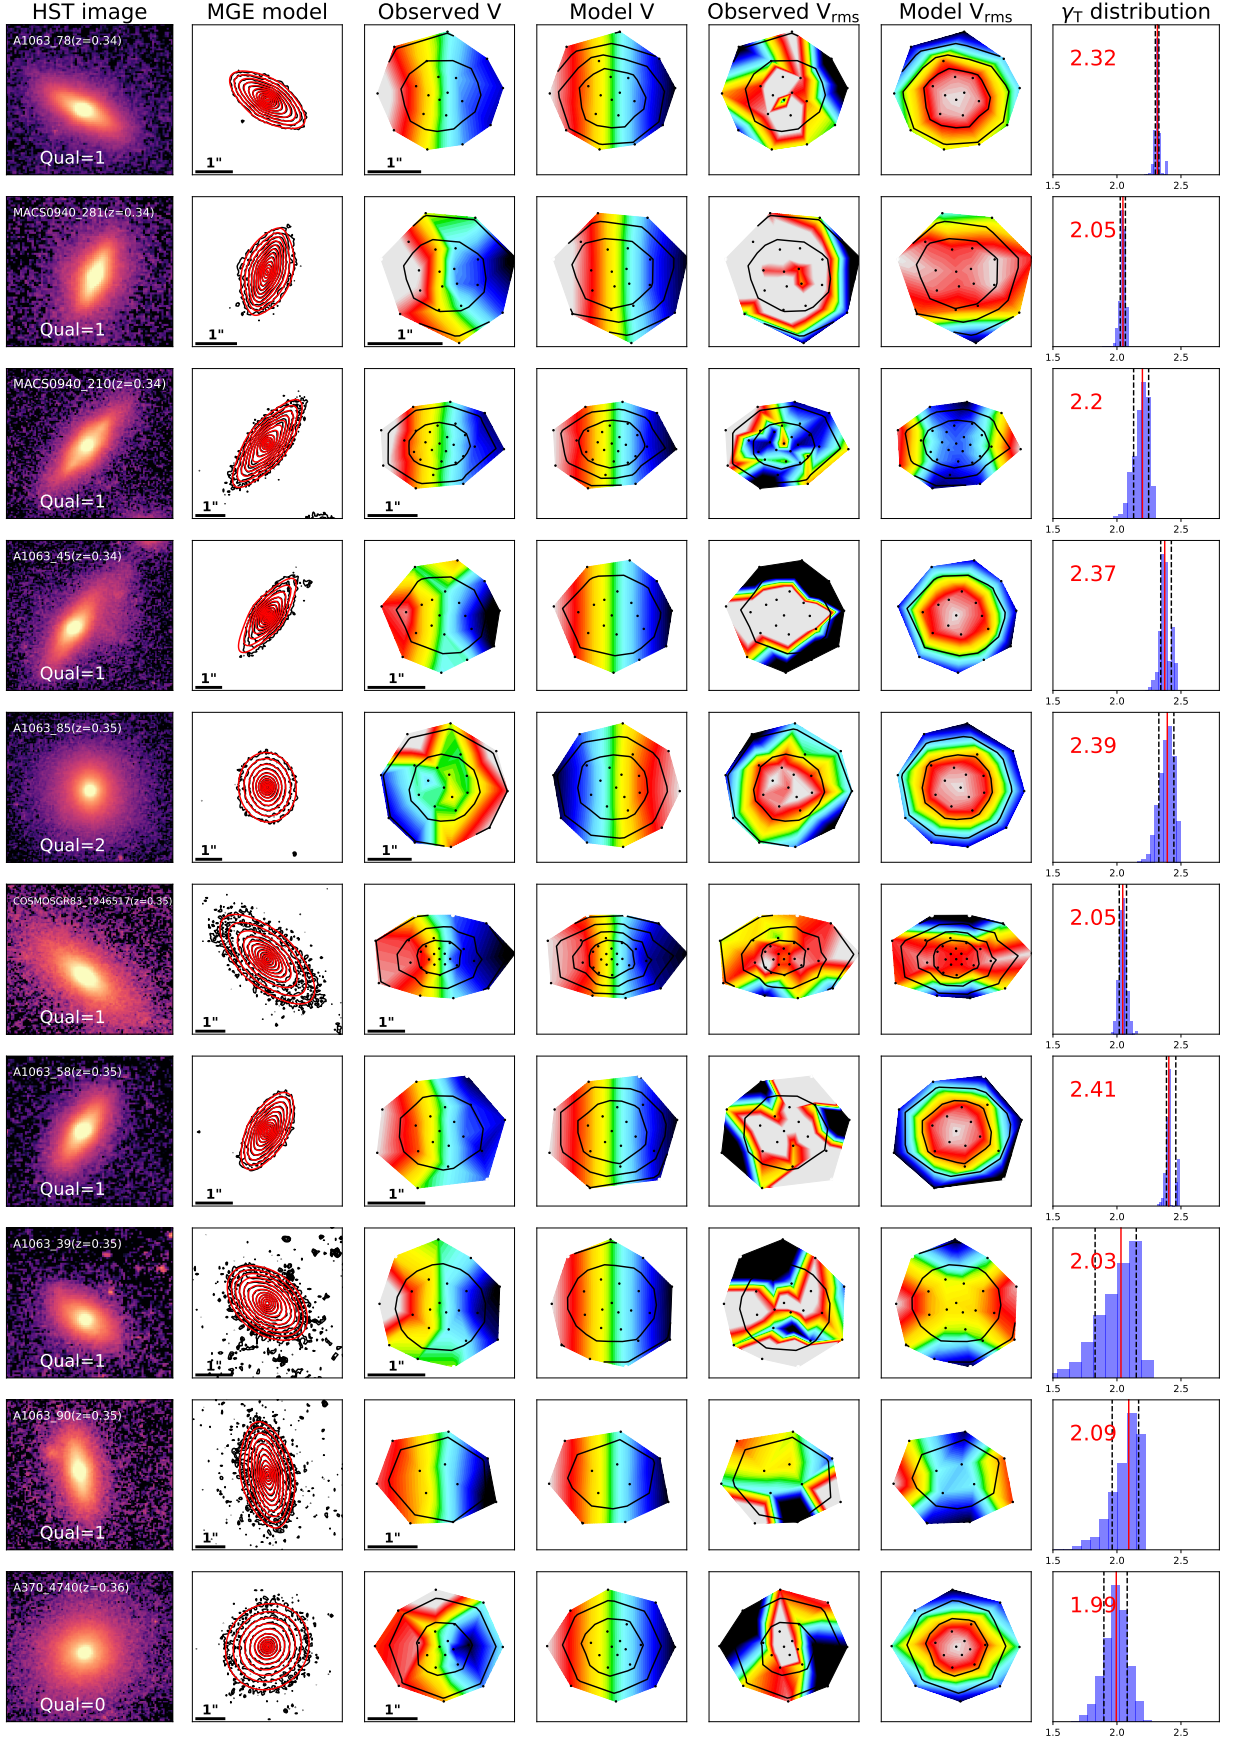 HST image MGE model Observed V Model V Observed Vrms Model Vrms γT distribution
A1063_78(z=0.34)
Qual=1
1"
1"
2.32
1.5 2.0 2.5
MACS0940_281(z=0.34)
Qual=1
1"
1"
2.05
1.5 2.0 2.5
MACS0940_210(z=0.34)
Qual=1
1"
1"
2.2
1.5 2.0 2.5
A1063_45(z=0.34)
Qual=1
1"
1"
2.37
1.5 2.0 2.5
A1063_85(z=0.35)
Qual=2
1"
1"
2.39
1.5 2.0 2.5
COSMOSGR83_1246517(z=0.35)
Qual=1
1"
1"
2.05
1.5 2.0 2.5
A1063_58(z=0.35)
Qual=1
1"
1"
2.41
1.5 2.0 2.5
A1063_39(z=0.35)
Qual=1
1"
1"
2.03
1.5 2.0 2.5
A1063_90(z=0.35)
Qual=1
1"
1"
2.09
1.5 2.0 2.5
A370_4740(z=0.36)
Qual=0
1"
1"
1.99
1.5 2.0 2.5